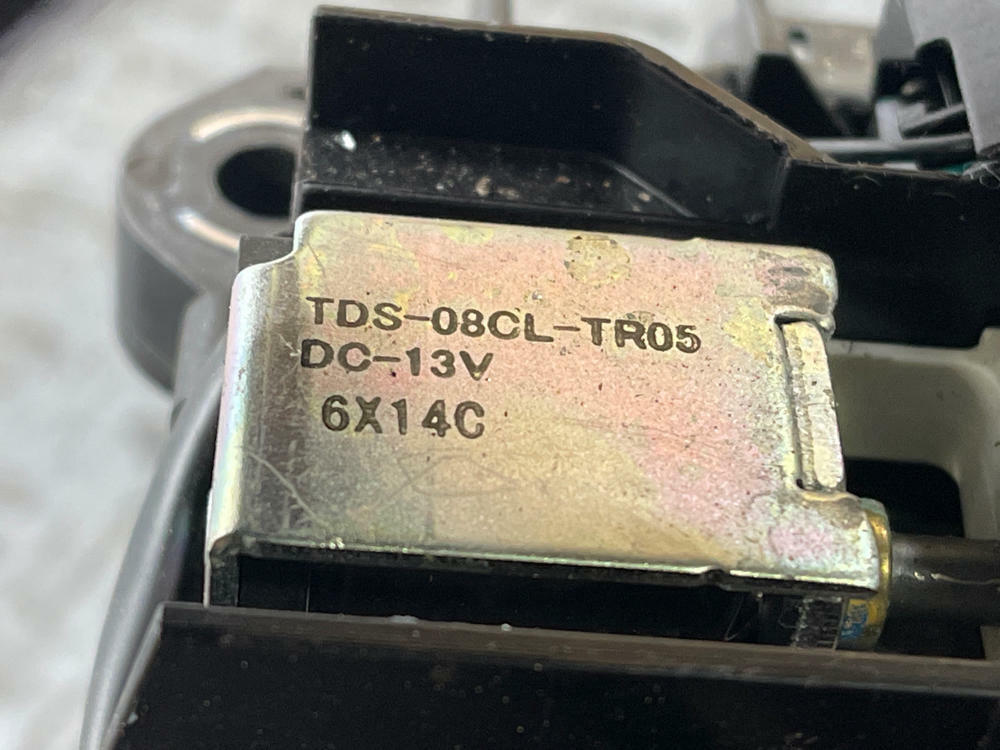 TDS-08CL-TR05
DC-13V
6X14C